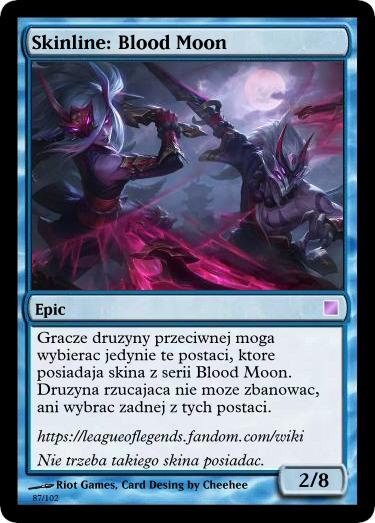 Skinline: Blood Moon
Epic
Gracze druzyny przeciwnej moga
wybierac jedynie te postaci, ktore
posiadaja skina z serii Blood Moon.
Druzyna rzucajaca nie moze zbanowac,
ani wybrac zadnej z tych postaci.
https://leagueoflegends.fandom.com/wiki
Nie trzeba takiego skina posiadac.
2/8
Riot Games, Card Desing by Cheehee
87/102